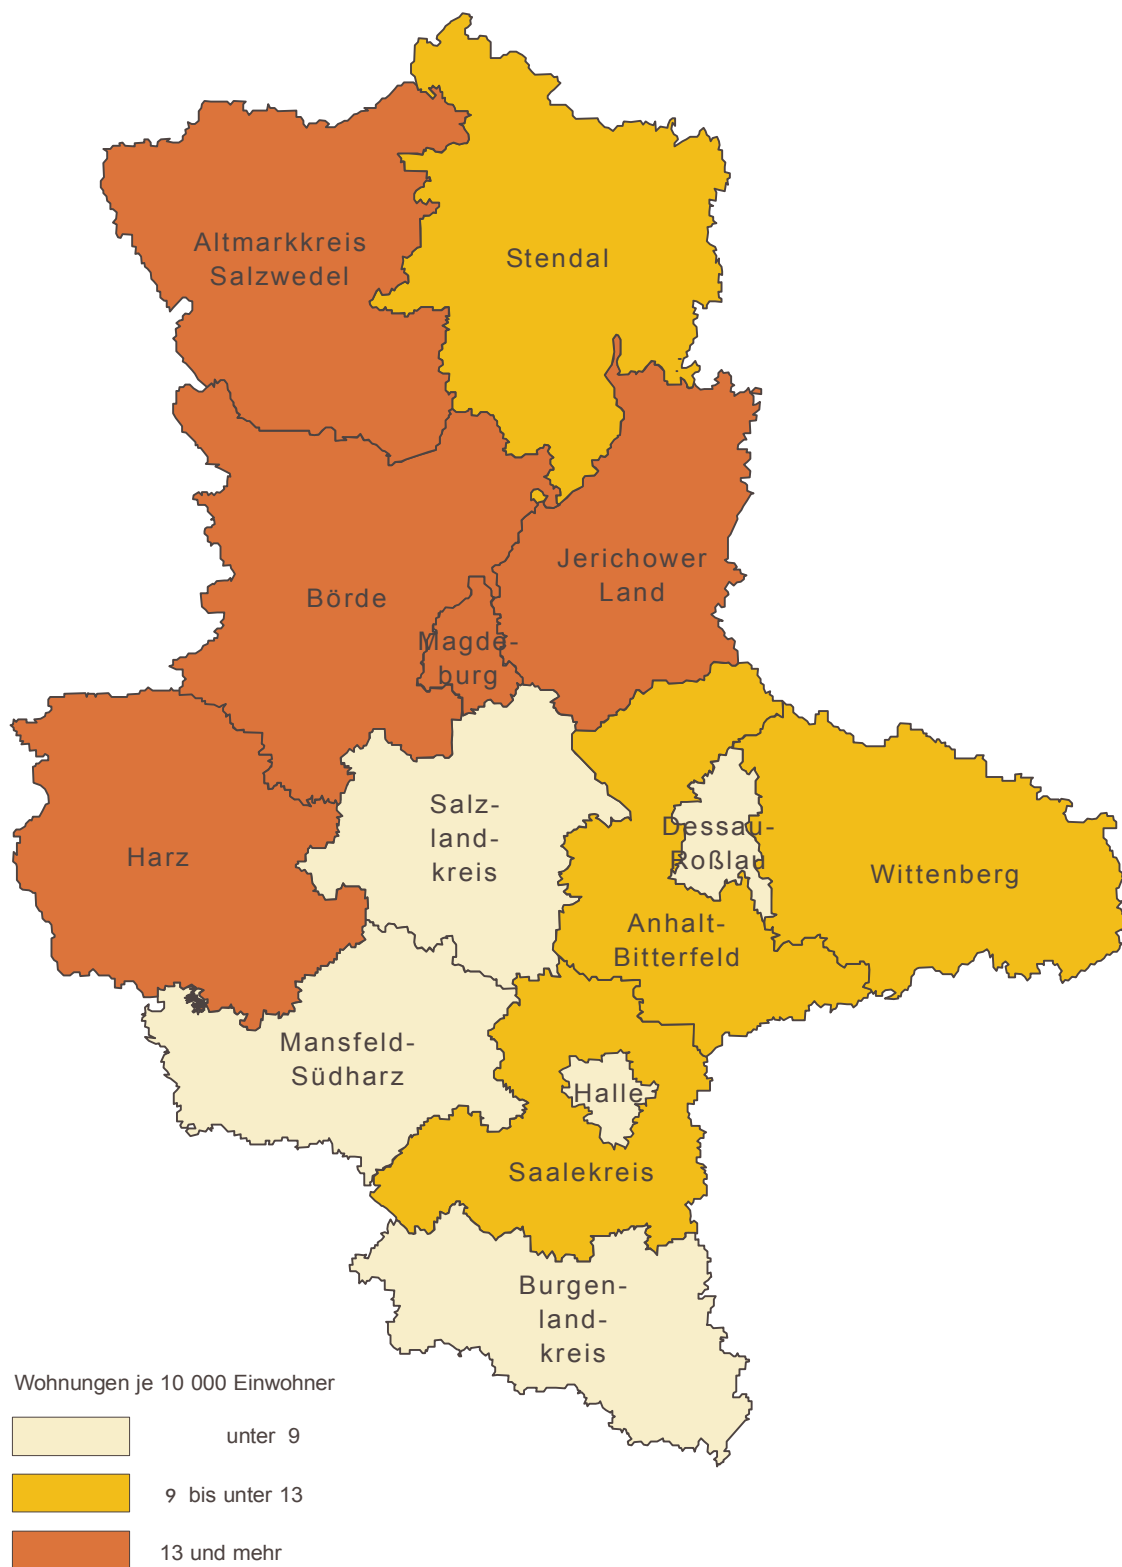 Altmarkkreis
Salzwedel
Stendal
Jerichower
Land
Börde
Magde-
burg
Salz-
land-
kreis
Harz
Dessau-
Roßlau
Wittenberg
Anhalt-
Bitterfeld
Mansfeld-
Südharz
Halle
Saalekreis
Burgen-
land-
kreis
Wohnungen je 10 000 Einwohner
unter 9
9 bis unter 13
13 und mehr